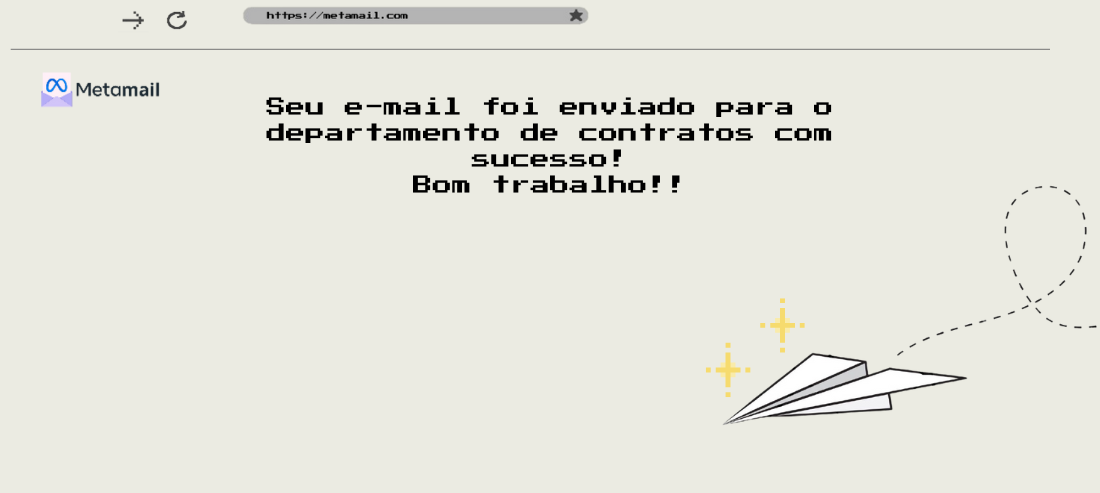 https://metamail.com
Metamail
Seu e-mail foi enviado para o
departamento de contratos com
sucesso!
Bom trabalho!!